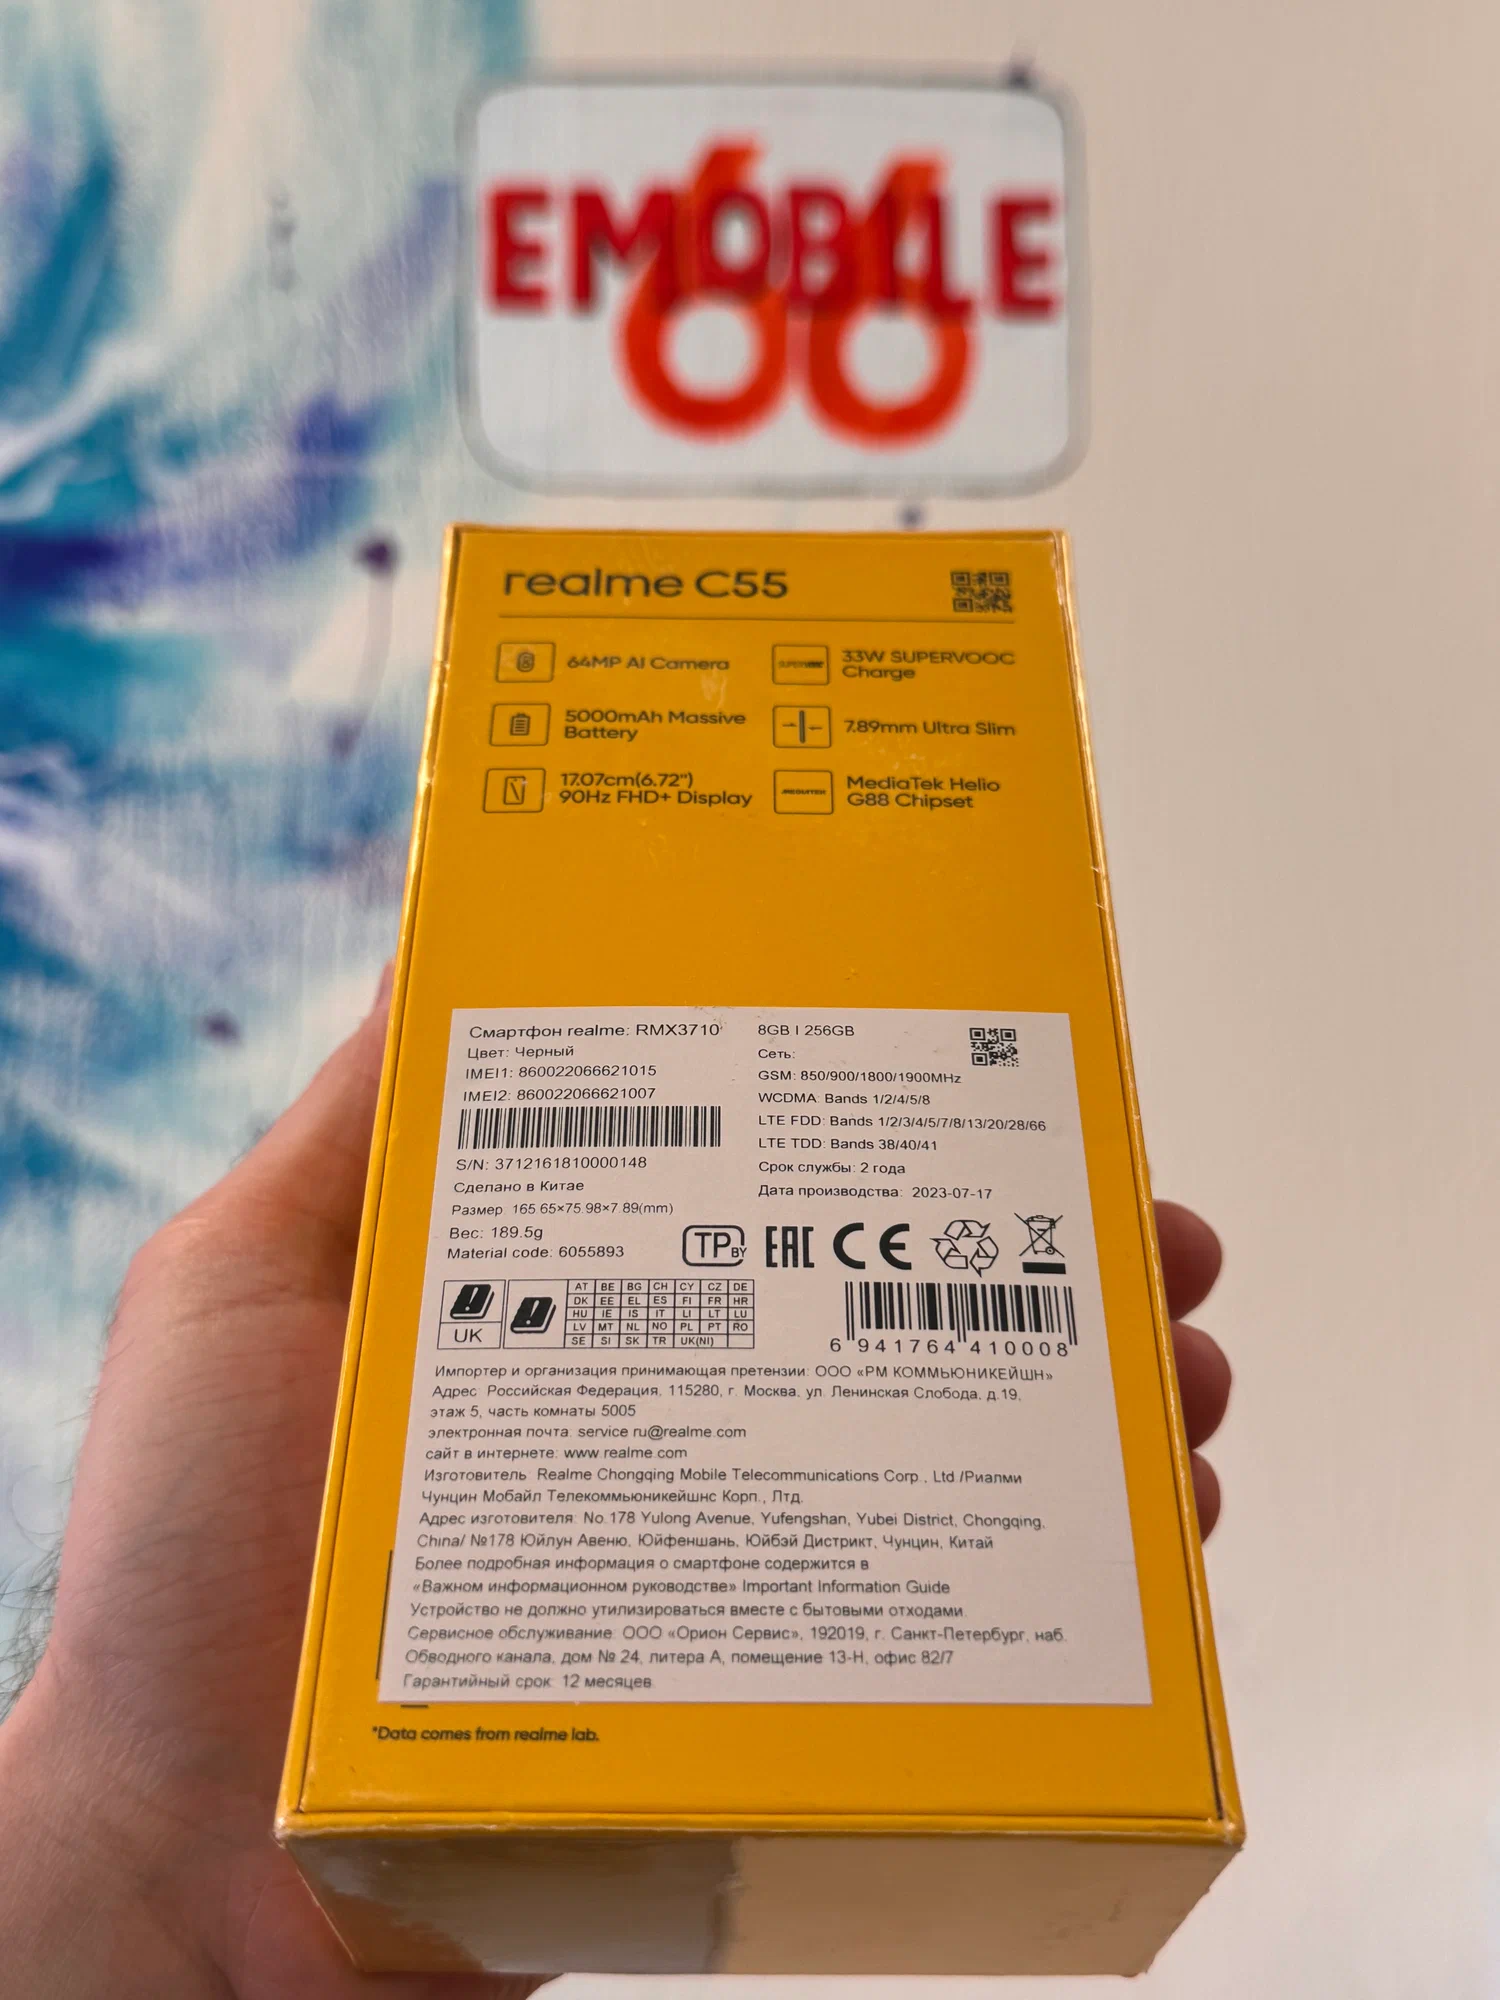 EMOBILE
66
realme C55
64MP AI Camera
33W SUPERVOOC
Charge
5000mAh Massive
Battery
7.89mm Ultra Slim
17.07cm(6.72")
90Hz FHD+ Display
MEDIATEK
MediaTek Helio
G88 Chipset
Смартфон realme: RMX3710
Цвет: Черный
IMEI1: 860022066621015
IMEI2: 860022066621007
S/N: 3712161810000148
Сделано в Китае
Размер: 165.65×75.98×7.89(mm)
Вес: 189.5g
Material code: 6055893
8GB | 256GB
Сеть:
GSM: 850/900/1800/1900MHz
WCDMA: Bands 1/2/4/5/8
LTE FDD: Bands 1/2/3/4/5/7/8/13/20/28/66
LTE TDD: Bands 38/40/41
Срок службы: 2 года
Дата производства: 2023-07-17
TP BY EAC CE
UK
AT BE BG CH CY CZ DE
DK EE EL ES FI FR HR
HU IE IS IT LI LT LU
LV MT NL NO PL PT RO
SE SI SK TR UK(NI)
6 941764 410008
Импортер и организация принимающая претензии: ООО «РМ КОММЬЮНИКЕЙШН»
Адрес: Российская Федерация, 115280, г. Москва, ул. Ленинская Слобода, д.19,
этаж 5, часть комнаты 5005
электронная почта: service.ru@realme.com
сайт в интернете: www.realme.com
Изготовитель: Realme Chongqing Mobile Telecommunications Corp., Ltd /Риалми
Чунцин Мобайл Телекоммьюникейшнс Корп., Лтд.
Адрес изготовителя: No.178 Yulong Avenue, Yufengshan, Yubei District, Chongqing,
China/ №178 Юйлун Авеню, Юйфеншань, Юйбэй Дистрикт, Чунцин, Китай
Более подробная информация о смартфоне содержится в
«Важном информационном руководстве» Important Information Guide
Устройство не должно утилизироваться вместе с бытовыми отходами.
Сервисное обслуживание: ООО «Орион Сервис», 192019, г. Санкт-Петербург, наб.
Обводного канала, дом № 24, литера А, помещение 13-Н, офис 82/7
Гарантийный срок: 12 месяцев.
*Data comes from realme lab.